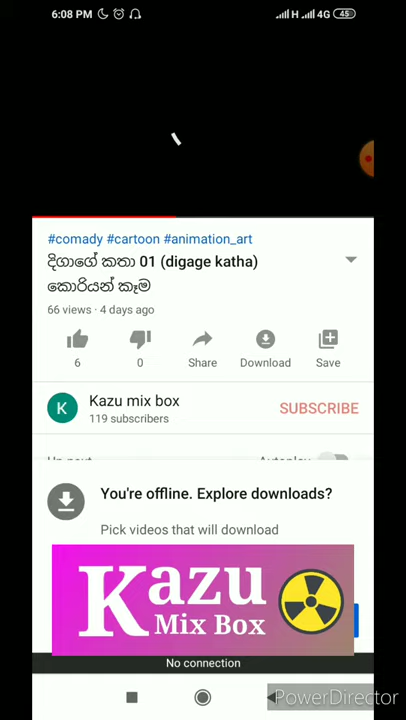 6:08 PM H 4G 45
#comady #cartoon #animation_art
දිගාගේ කතා 01 (digage katha)
කොරියන් කෑම
66 views · 4 days ago
6 0 Share Download Save
K Kazu mix box SUBSCRIBE
119 subscribers
You're offline. Explore downloads?
Pick videos that will download
Kazu
Mix Box
No connection
PowerDirector